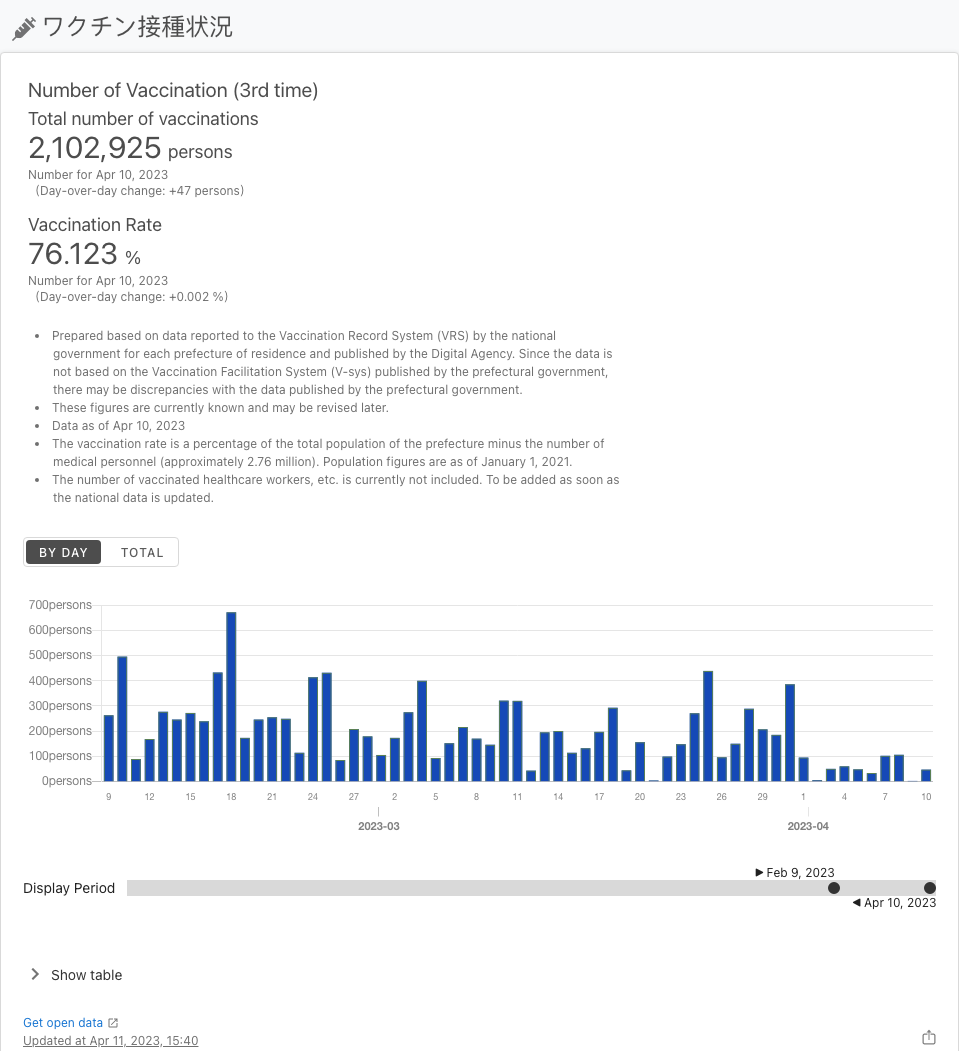 ワクチン接種状況
Number of Vaccination (3rd time)
Total number of vaccinations
2,102,925 persons
Number for Apr 10, 2023
(Day-over-day change: +47 persons)
Vaccination Rate
76.123 %
Number for Apr 10, 2023
(Day-over-day change: +0.002 %)
• Prepared based on data reported to the Vaccination Record System (VRS) by the national
government for each prefecture of residence and published by the Digital Agency. Since the data is
not based on the Vaccination Facilitation System (V-sys) published by the prefectural government,
there may be discrepancies with the data published by the prefectural government.
• These figures are currently known and may be revised later.
• Data as of Apr 10, 2023
• The vaccination rate is a percentage of the total population of the prefecture minus the number of
medical personnel (approximately 2.76 million). Population figures are as of January 1, 2021.
• The number of vaccinated healthcare workers, etc. is currently not included. To be added as soon as
the national data is updated.
BY DAY TOTAL
700persons
600persons
500persons
400persons
300persons
200persons
100persons
0persons
9 12 15 18 21 24 27 2 5 8 11 14 17 20 23 26 29 1 4 7 10
2023-03 2023-04
▶ Feb 9, 2023
Display Period
◀ Apr 10, 2023
Show table
Get open data
Updated at Apr 11, 2023, 15:40